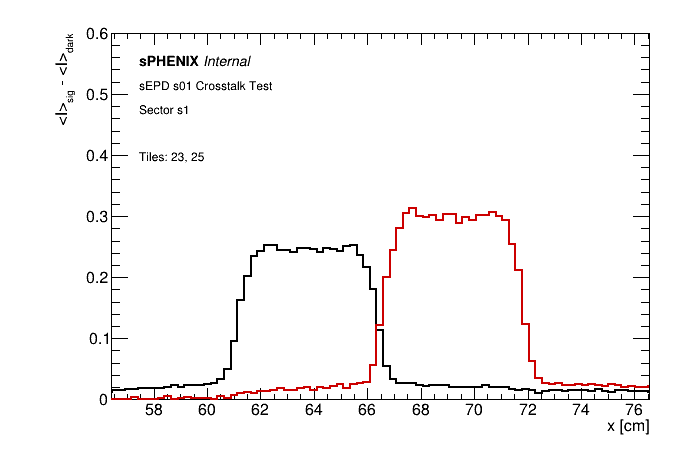 <I>sig - <I>dark
0.6
sPHENIX Internal
sEPD s01 Crosstalk Test
0.5
Sector s1
0.4
Tiles: 23, 25
0.3
0.2
0.1
0
58 60 62 64 66 68 70 72 74 76
x [cm]